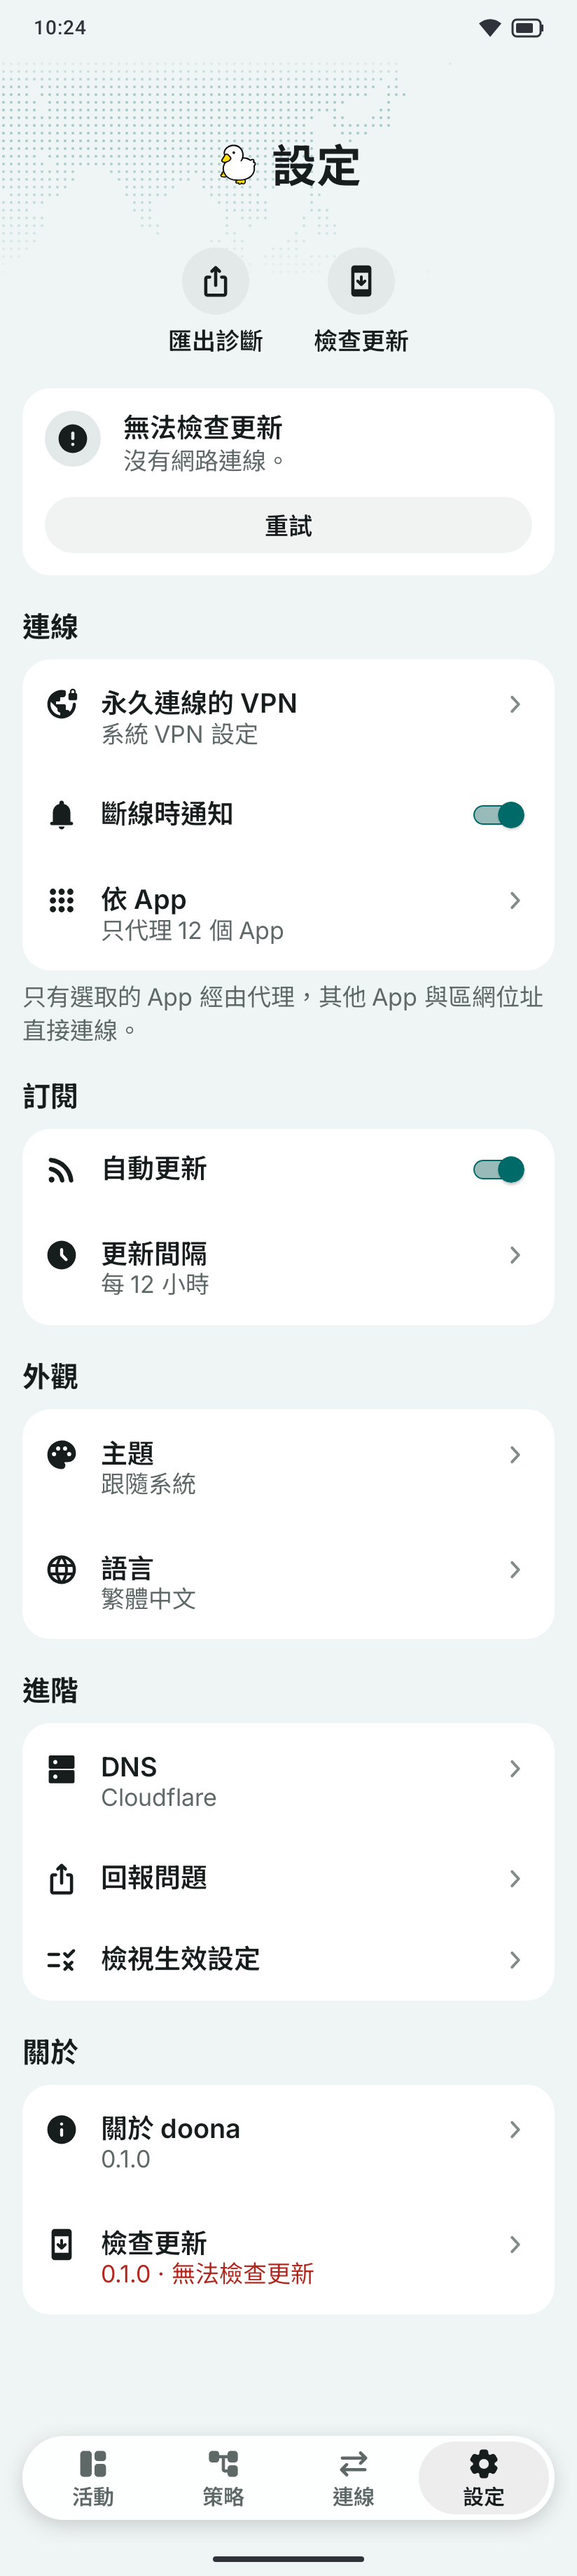 10:24
設定
匯出診斷
檢查更新
無法檢查更新
沒有網路連線。
重試
連線
永久連線的 VPN
系統 VPN 設定
斷線時通知
依 App
只代理 12 個 App
只有選取的 App 經由代理，其他 App 與區網位址
直接連線。
訂閱
自動更新
更新間隔
每 12 小時
外觀
主題
跟隨系統
語言
繁體中文
進階
DNS
Cloudflare
回報問題
檢視生效設定
關於
關於 doona
0.1.0
檢查更新
0.1.0 · 無法檢查更新
活動
策略
連線
設定